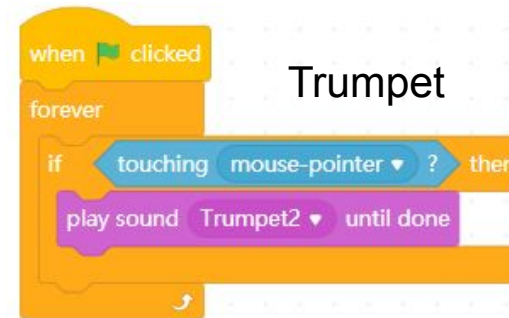 when clicked
Trumpet
forever
if touching mouse-pointer ? then
play sound Trumpet2 until done